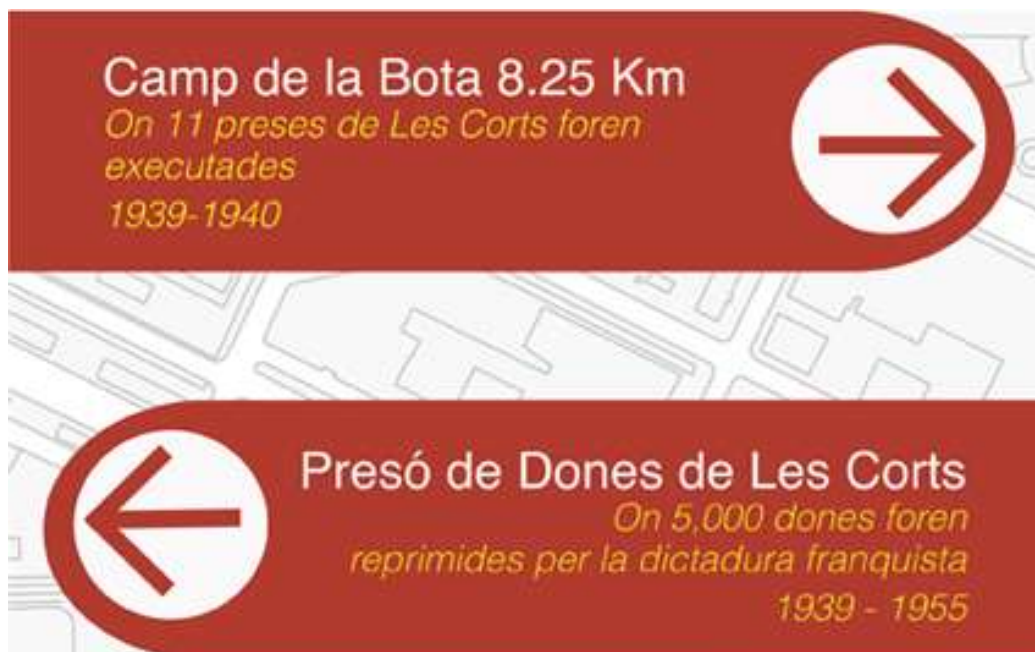 Camp de la Bota 8.25 Km
On 11 preses de Les Corts foren
executades
1939-1940
Presó de Dones de Les Corts
On 5,000 dones foren
reprimides per la dictadura franquista
1939 - 1955